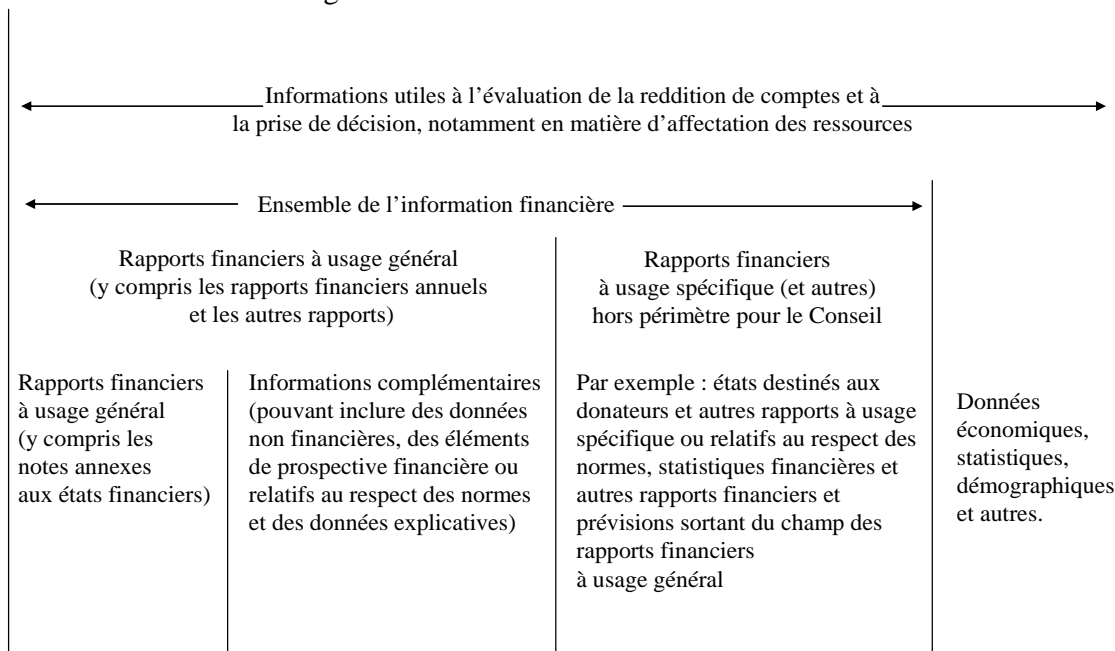 Informations utiles à l’évaluation de la reddition de comptes et à
la prise de décision, notamment en matière d’affectation des ressources
Ensemble de l’information financière
Rapports financiers à usage général
(y compris les rapports financiers annuels
et les autres rapports)
Rapports financiers
à usage spécifique (et autres)
hors périmètre pour le Conseil
Rapports financiers
à usage général
(y compris les
notes annexes
aux états financiers)
Informations complémentaires
(pouvant inclure des données
non financières, des éléments
de prospective financière ou
relatifs au respect des normes
et des données explicatives)
Par exemple : états destinés aux
donateurs et autres rapports à usage
spécifique ou relatifs au respect des
normes, statistiques financières et
autres rapports financiers et
prévisions sortant du champ des
rapports financiers
à usage général
Données
économiques,
statistiques,
démographiques
et autres.